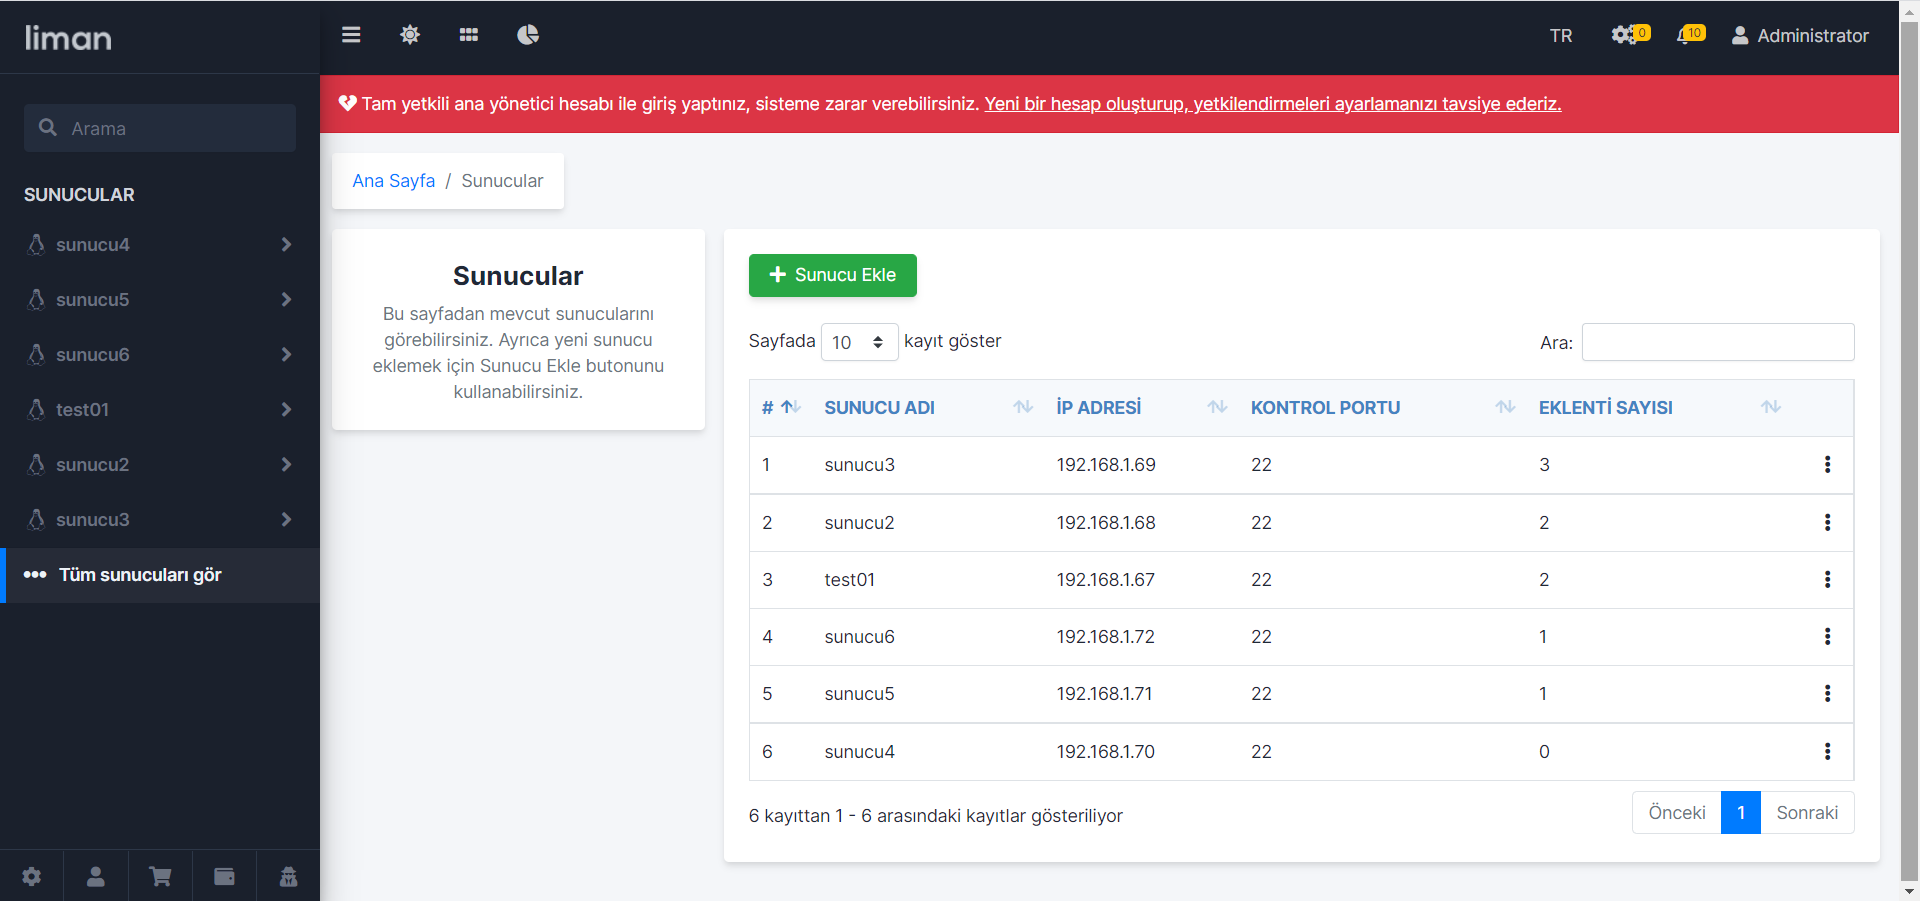 liman
TR
0
10
Administrator
Tam yetkili ana yönetici hesabı ile giriş yaptınız, sisteme zarar verebilirsiniz. Yeni bir hesap oluşturup, yetkilendirmeleri ayarlamanızı tavsiye ederiz.
Arama
SUNUCULAR
sunucu4
sunucu5
sunucu6
test01
sunucu2
sunucu3
Tüm sunucuları gör
Ana Sayfa / Sunucular
Sunucular
Bu sayfadan mevcut sunucularını
görebilirsiniz. Ayrıca yeni sunucu
eklemek için Sunucu Ekle butonunu
kullanabilirsiniz.
Sunucu Ekle
Sayfada 10 kayıt göster
Ara:
# SUNUCU ADI İP ADRESİ KONTROL PORTU EKLENTİ SAYISI
1 sunucu3 192.168.1.69 22 3
2 sunucu2 192.168.1.68 22 2
3 test01 192.168.1.67 22 2
4 sunucu6 192.168.1.72 22 1
5 sunucu5 192.168.1.71 22 1
6 sunucu4 192.168.1.70 22 0
6 kayıttan 1 - 6 arasındaki kayıtlar gösteriliyor
Önceki 1 Sonraki